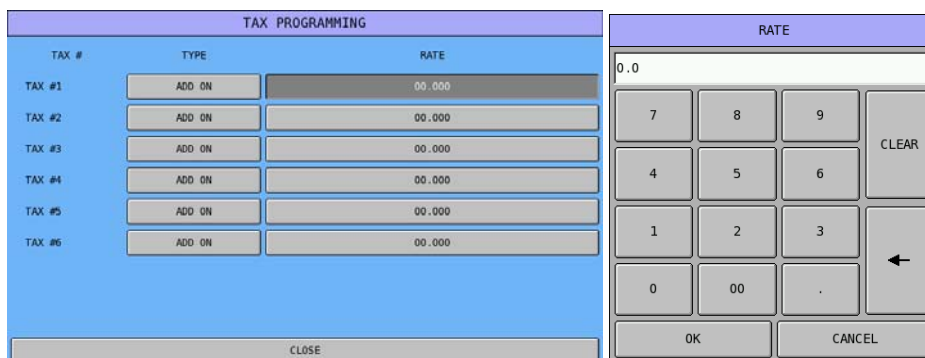 TAX PROGRAMMING
TAX # TYPE RATE
TAX #1 ADD ON 00.000
TAX #2 ADD ON 00.000
TAX #3 ADD ON 00.000
TAX #4 ADD ON 00.000
TAX #5 ADD ON 00.000
TAX #6 ADD ON 00.000
CLOSE
RATE
0.0
7 8 9
CLEAR
4 5 6
1 2 3
0 00 .
OK CANCEL